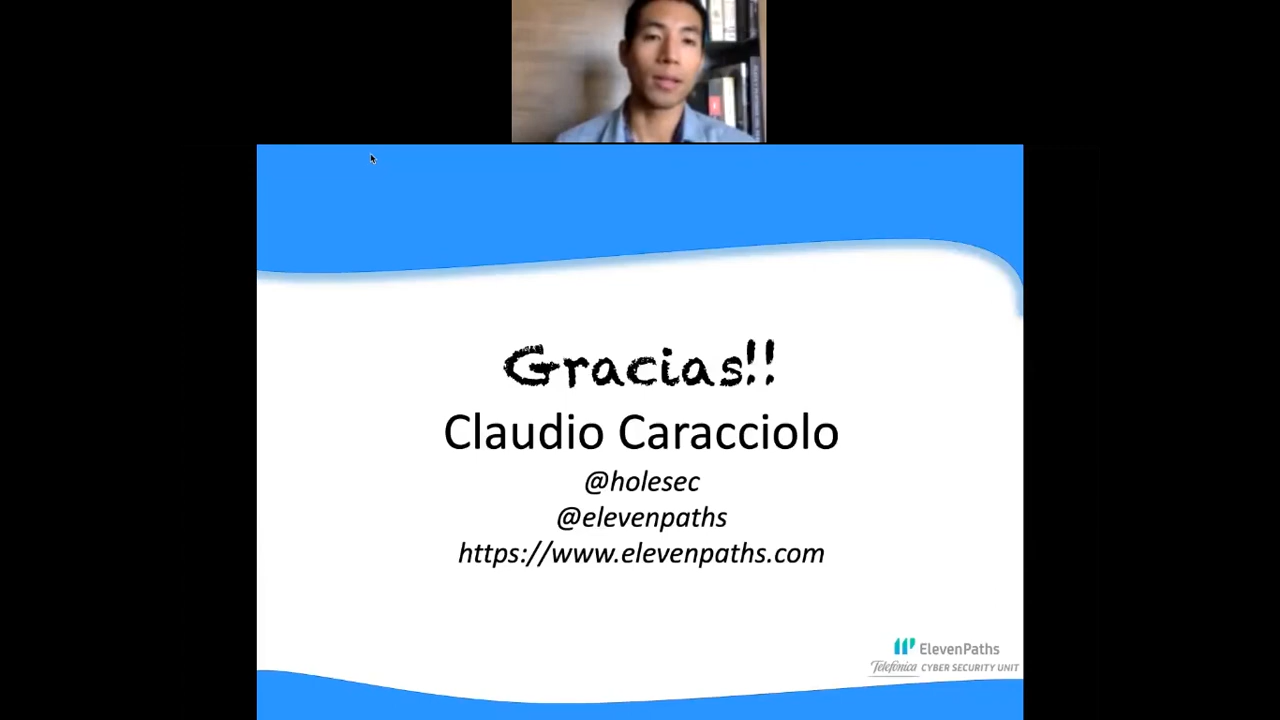 Gracias!!
Claudio Caracciolo
@holesec
@elevenpaths
https://www.elevenpaths.com
ElevenPaths
Telefónica CYBER SECURITY UNIT